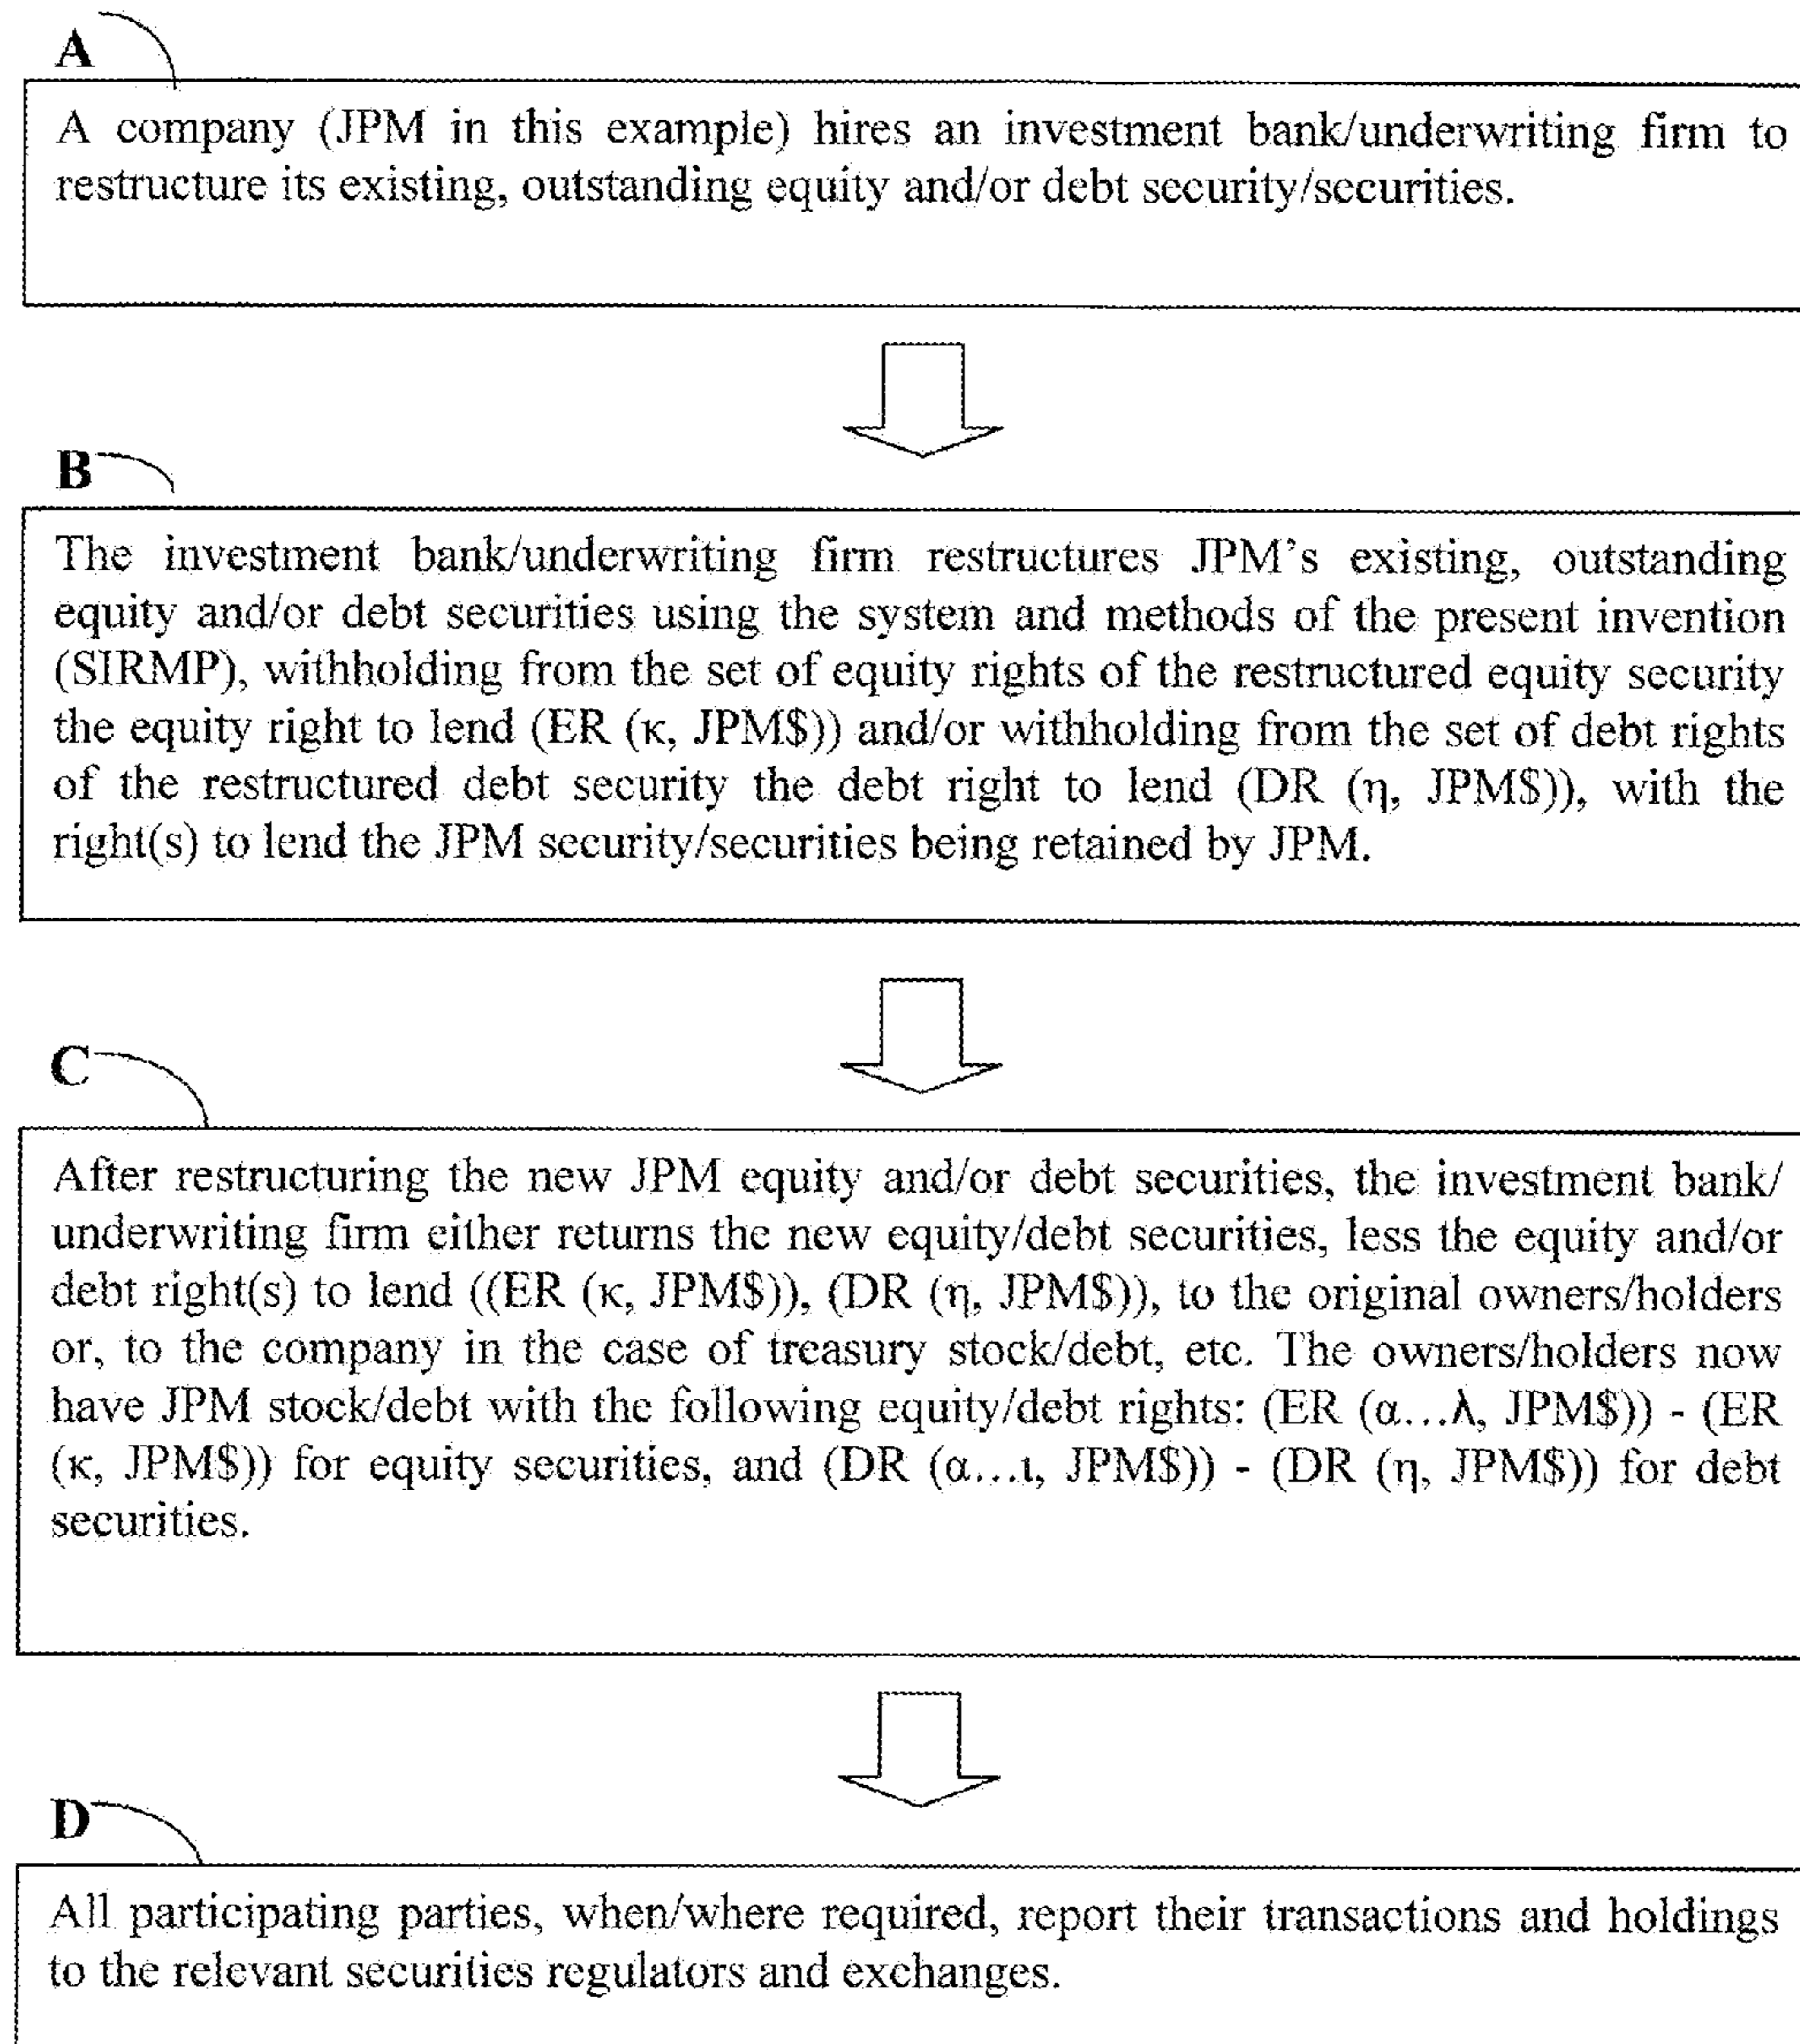 A
A company (JPM in this example) hires an investment bank/underwriting firm to
restructure its existing, outstanding equity and/or debt security/securities.
B
The investment bank/underwriting firm restructures JPM's existing, outstanding
equity and/or debt securities using the system and methods of the present invention
(SIRMP), withholding from the set of equity rights of the restructured equity security
the equity right to lend (ER (κ, JPM$)) and/or withholding from the set of debt rights
of the restructured debt security the debt right to lend (DR (η, JPM$)), with the
right(s) to lend the JPM security/securities being retained by JPM.
C
After restructuring the new JPM equity and/or debt securities, the investment bank/
underwriting firm either returns the new equity/debt securities, less the equity and/or
debt right(s) to lend ((ER (κ, JPM$)), (DR (η, JPM$)), to the original owners/holders
or, to the company in the case of treasury stock/debt, etc. The owners/holders now
have JPM stock/debt with the following equity/debt rights: (ER (α...λ, JPM$)) - (ER
(κ, JPM$)) for equity securities, and (DR (α...ι, JPM$)) - (DR (η, JPM$)) for debt
securities.
D
All participating parties, when/where required, report their transactions and holdings
to the relevant securities regulators and exchanges.